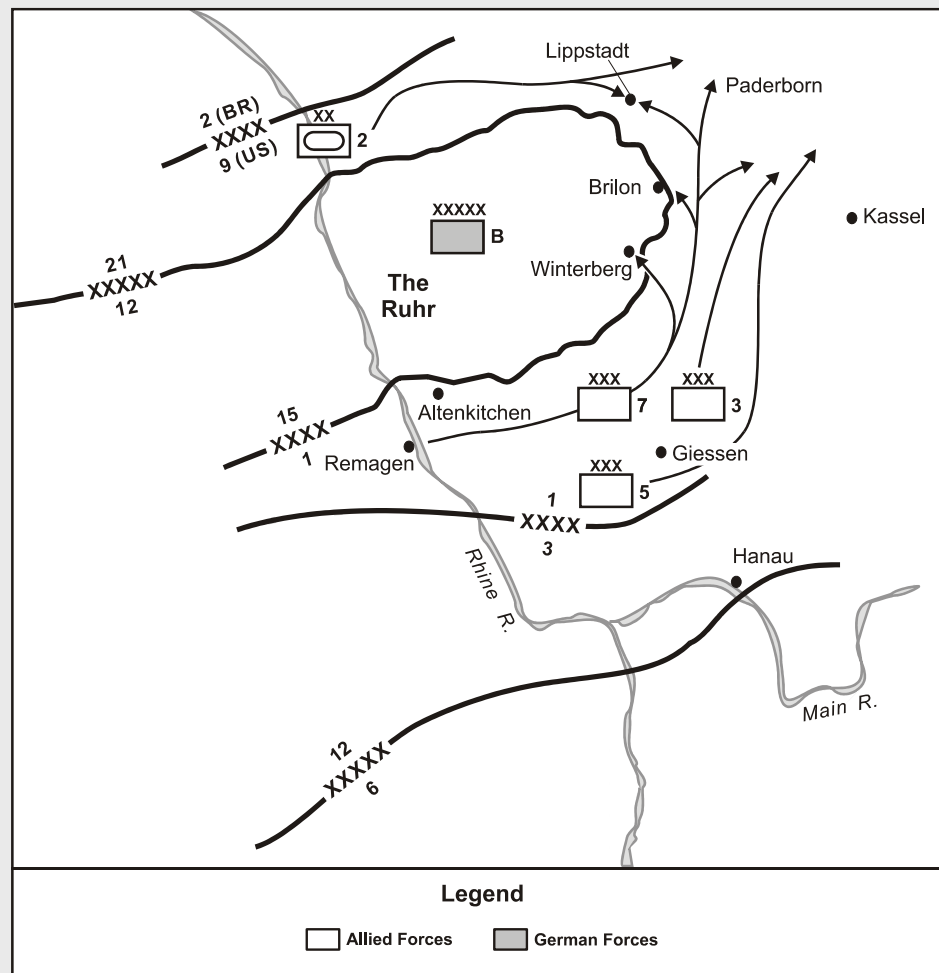 Lippstadt
Paderborn
2 (BR)
XXXX
9 (US)
XX
2
Brilon
XXXXX
B
Kassel
Winterberg
21
XXXXX
12
The
Ruhr
XXX
7
XXX
3
Altenkitchen
15
XXXX
1
Remagen
Giessen
XXX
5
1
XXXX
3
Hanau
Rhine R.
Main R.
12
XXXXX
6
Legend
Allied Forces
German Forces